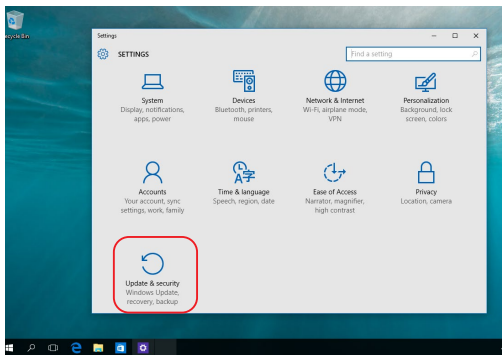 Recycle Bin
Settings
SETTINGS
Find a setting
System
Display, notifications,
apps, power
Devices
Bluetooth, printers,
mouse
Network & Internet
Wi-Fi, airplane mode,
VPN
Personalization
Background, lock
screen, colors
Accounts
Your account, sync
settings, work, family
Time & language
Speech, region, date
Ease of Access
Narrator, magnifier,
high contrast
Privacy
Location, camera
Update & security
Windows Update,
recovery, backup